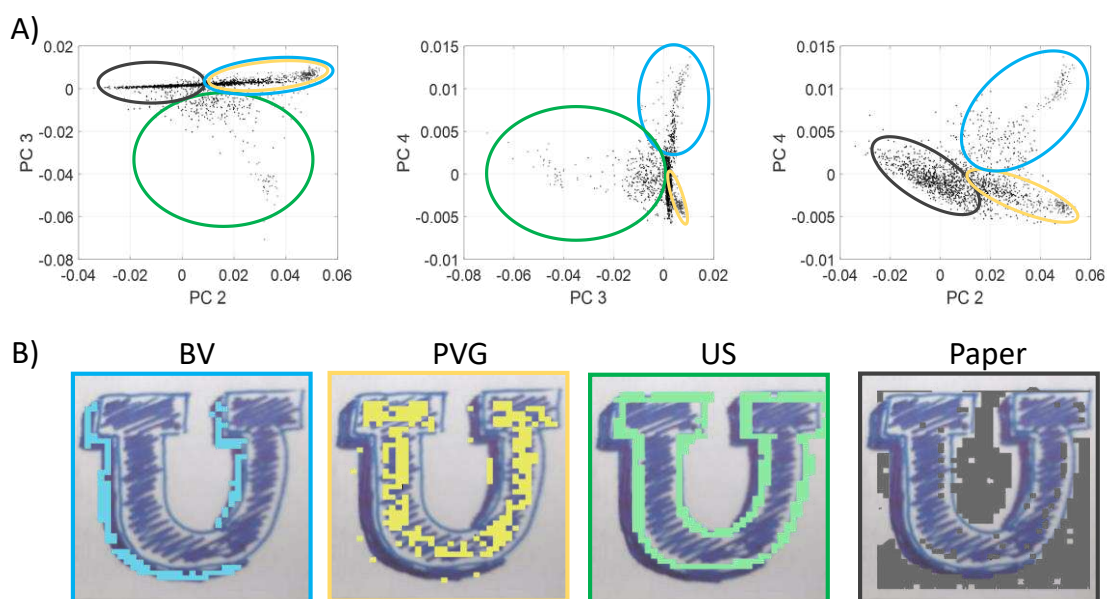 A)
0.02
0
-0.02
-0.04
-0.06
-0.08
PC 3
-0.04 -0.02 0 0.02 0.04 0.06
PC 2
0.015
0.01
0.005
0
-0.005
-0.01
PC 4
-0.08 -0.06 -0.04 -0.02 0 0.02
PC 3
0.015
0.01
0.005
0
-0.005
-0.01
PC 4
-0.04 -0.02 0 0.02 0.04 0.06
PC 2
B)
BV PVG US Paper
U U U U